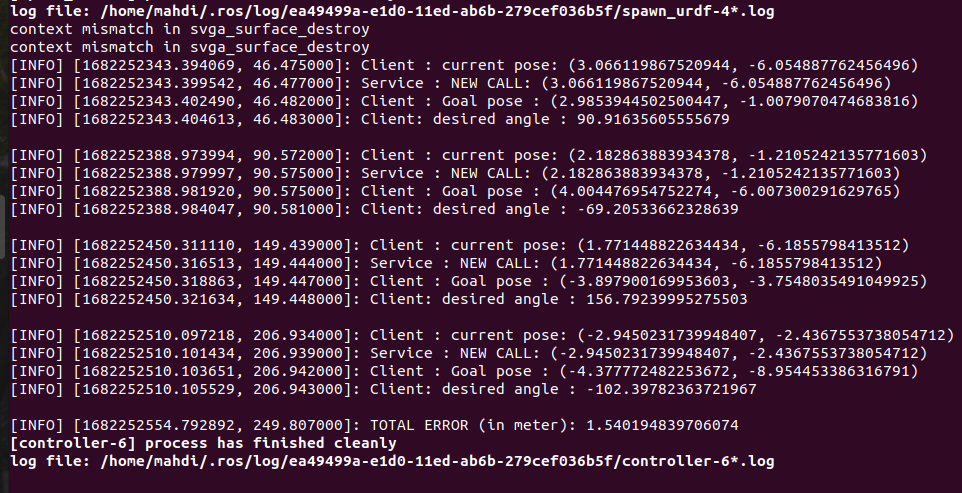 log file: /home/mahdi/.ros/log/ea49499a-e1d0-11ed-ab6b-279cef036b5f/spawn_urdf-4*.log
context mismatch in svga_surface_destroy
context mismatch in svga_surface_destroy
[INFO] [1682252343.394069, 46.475000]: Client : current pose: (3.066119867520944, -6.054887762456496)
[INFO] [1682252343.399542, 46.477000]: Service : NEW CALL: (3.066119867520944, -6.054887762456496)
[INFO] [1682252343.402490, 46.482000]: Client : Goal pose : (2.9853944502500447, -1.0079070474683816)
[INFO] [1682252343.404613, 46.483000]: Client: desired angle : 90.91635605555679
[INFO] [1682252388.973994, 90.572000]: Client : current pose: (2.182863883934378, -1.2105242135771603)
[INFO] [1682252388.979997, 90.575000]: Service : NEW CALL: (2.182863883934378, -1.2105242135771603)
[INFO] [1682252388.981920, 90.575000]: Client : Goal pose : (4.004476954752274, -6.007300291629765)
[INFO] [1682252388.984047, 90.581000]: Client: desired angle : -69.20533662328639
[INFO] [1682252450.311110, 149.439000]: Client : current pose: (1.771448822634434, -6.1855798413512)
[INFO] [1682252450.316513, 149.444000]: Service : NEW CALL: (1.771448822634434, -6.1855798413512)
[INFO] [1682252450.318863, 149.447000]: Client : Goal pose : (-3.897900169953603, -3.7548035491049925)
[INFO] [1682252450.321634, 149.448000]: Client: desired angle : 156.79239995275503
[INFO] [1682252510.097218, 206.934000]: Client : current pose: (-2.9450231739948407, -2.4367553738054712)
[INFO] [1682252510.101434, 206.939000]: Service : NEW CALL: (-2.9450231739948407, -2.4367553738054712)
[INFO] [1682252510.103651, 206.942000]: Client : Goal pose : (-4.377772482253672, -8.954453386316791)
[INFO] [1682252510.105529, 206.943000]: Client: desired angle : -102.39782363721967
[INFO] [1682252554.792892, 249.807000]: TOTAL ERROR (in meter): 1.540194839706074
[controller-6] process has finished cleanly
log file: /home/mahdi/.ros/log/ea49499a-e1d0-11ed-ab6b-279cef036b5f/controller-6*.log